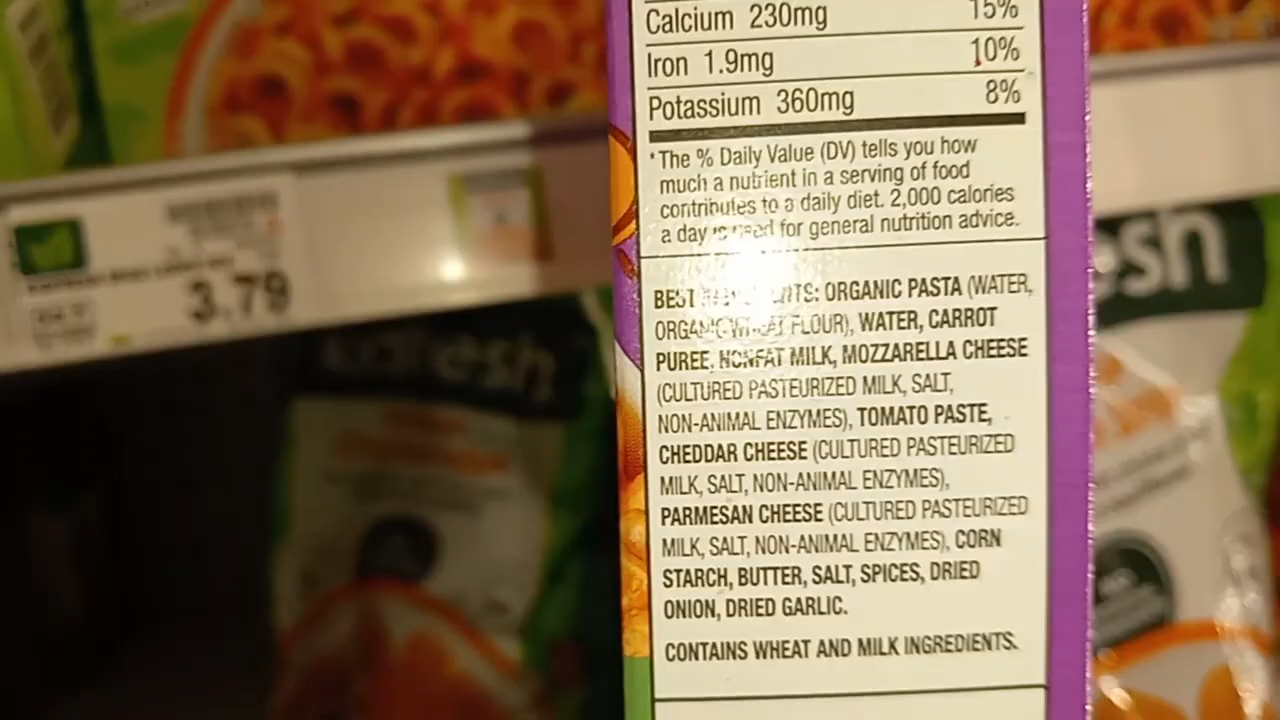 Calcium 230mg 15%
Iron 1.9mg 10%
Potassium 360mg 8%
*The % Daily Value (DV) tells you how
much a nutrient in a serving of food
contributes to a daily diet. 2,000 calories
a day is used for general nutrition advice.
BEST : ORGANIC PASTA (WATER,
ORGANIC WHEAT FLOUR), WATER, CARROT
PUREE, NONFAT MILK, MOZZARELLA CHEESE
(CULTURED PASTEURIZED MILK, SALT,
NON-ANIMAL ENZYMES), TOMATO PASTE,
CHEDDAR CHEESE (CULTURED PASTEURIZED
MILK, SALT, NON-ANIMAL ENZYMES),
PARMESAN CHEESE (CULTURED PASTEURIZED
MILK, SALT, NON-ANIMAL ENZYMES), CORN
STARCH, BUTTER, SALT, SPICES, DRIED
ONION, DRIED GARLIC.
CONTAINS WHEAT AND MILK INGREDIENTS.
3.79
esh